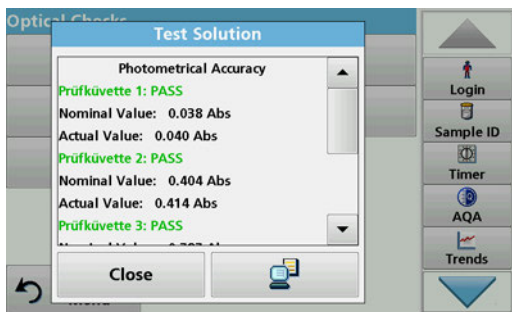 Optic
Test Solution
Photometrical Accuracy
Prüfküvette 1: PASS
Nominal Value: 0.038 Abs
Actual Value: 0.040 Abs
Prüfküvette 2: PASS
Nominal Value: 0.404 Abs
Actual Value: 0.414 Abs
Prüfküvette 3: PASS
Close
Login
Sample ID
Timer
AQA
Trends